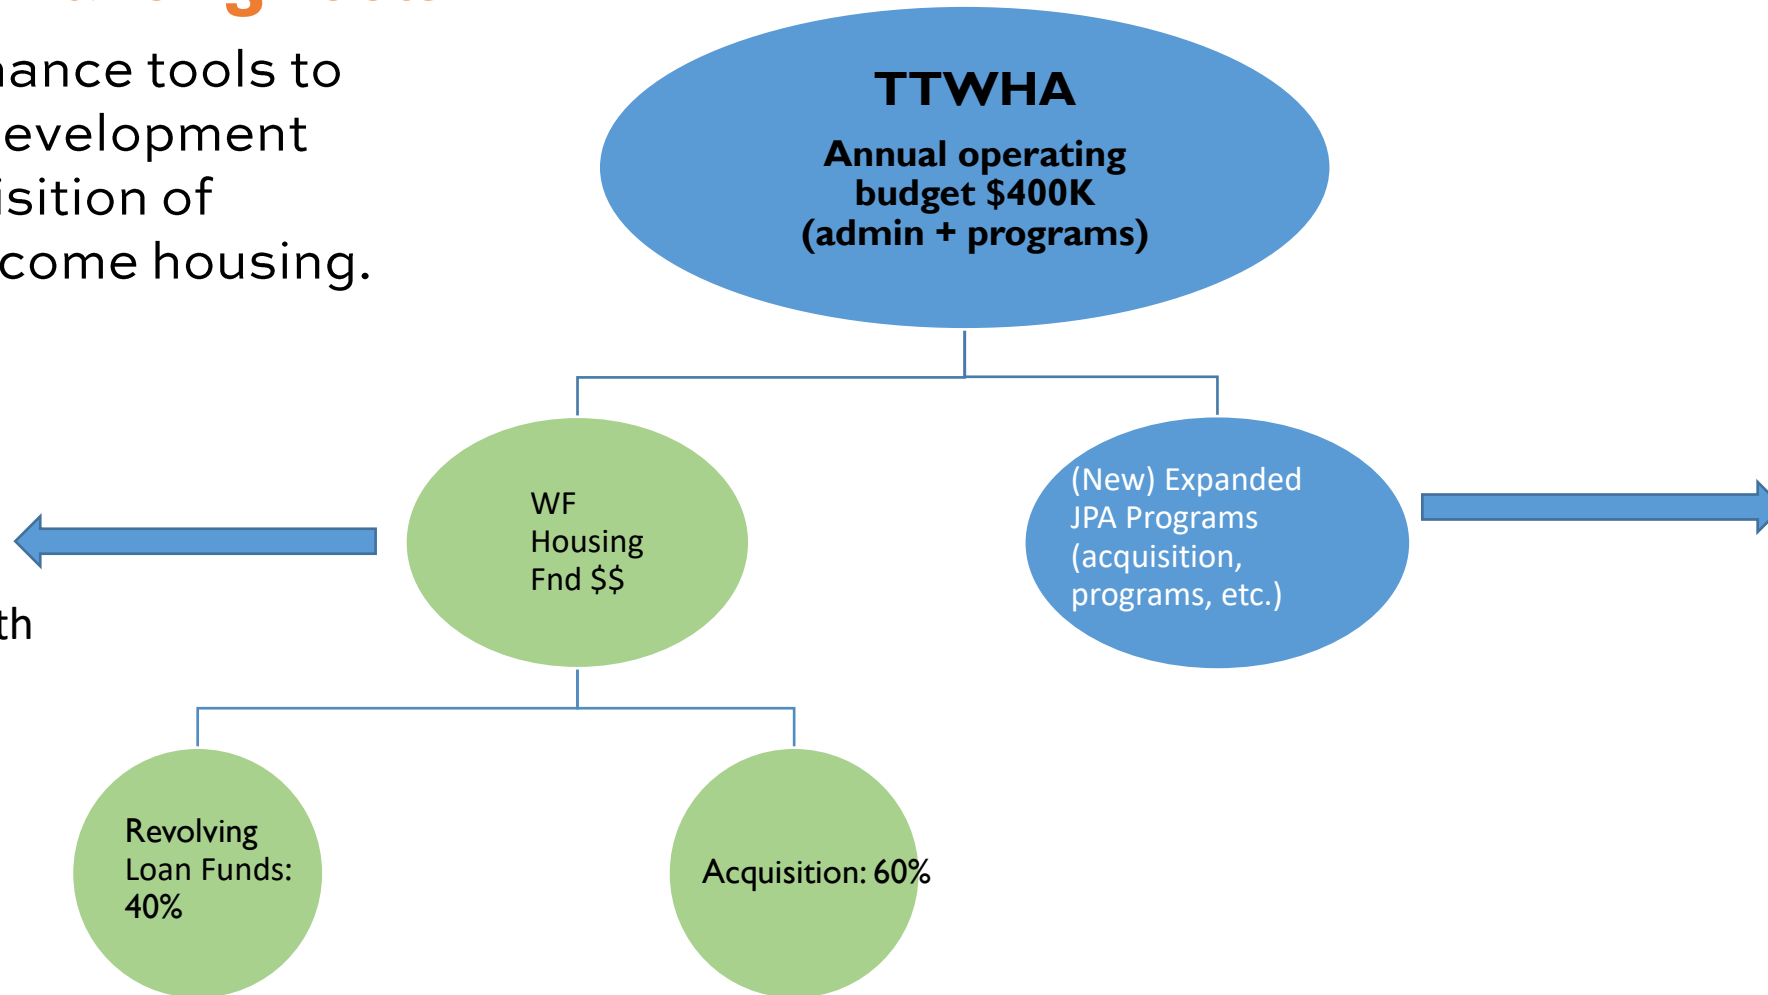 nance tools to
evelopment
isition of
come housing.
TTWHA
Annual operating
budget $400K
(admin + programs)
WF
Housing
Fnd $$
(New) Expanded
JPA Programs
(acquisition,
programs, etc.)
th
Revolving
Loan Funds:
40%
Acquisition: 60%